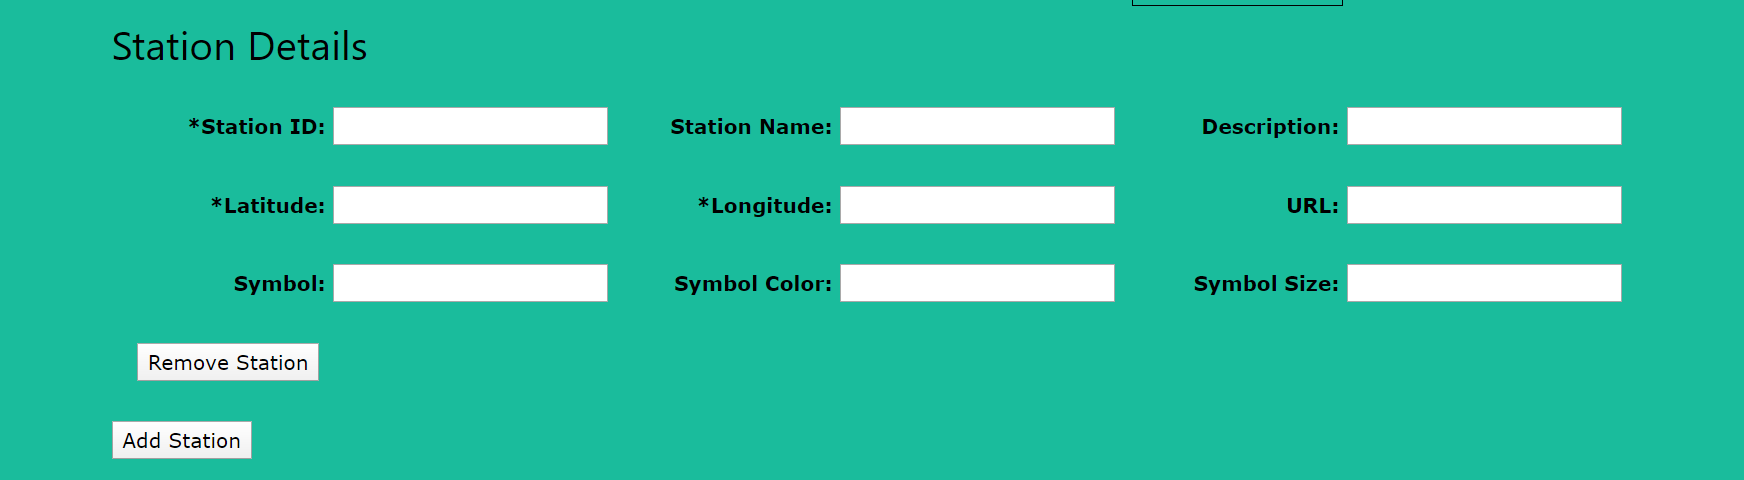 Station Details
*Station ID: Station Name: Description:
*Latitude: *Longitude: URL:
Symbol: Symbol Color: Symbol Size:
Remove Station
Add Station